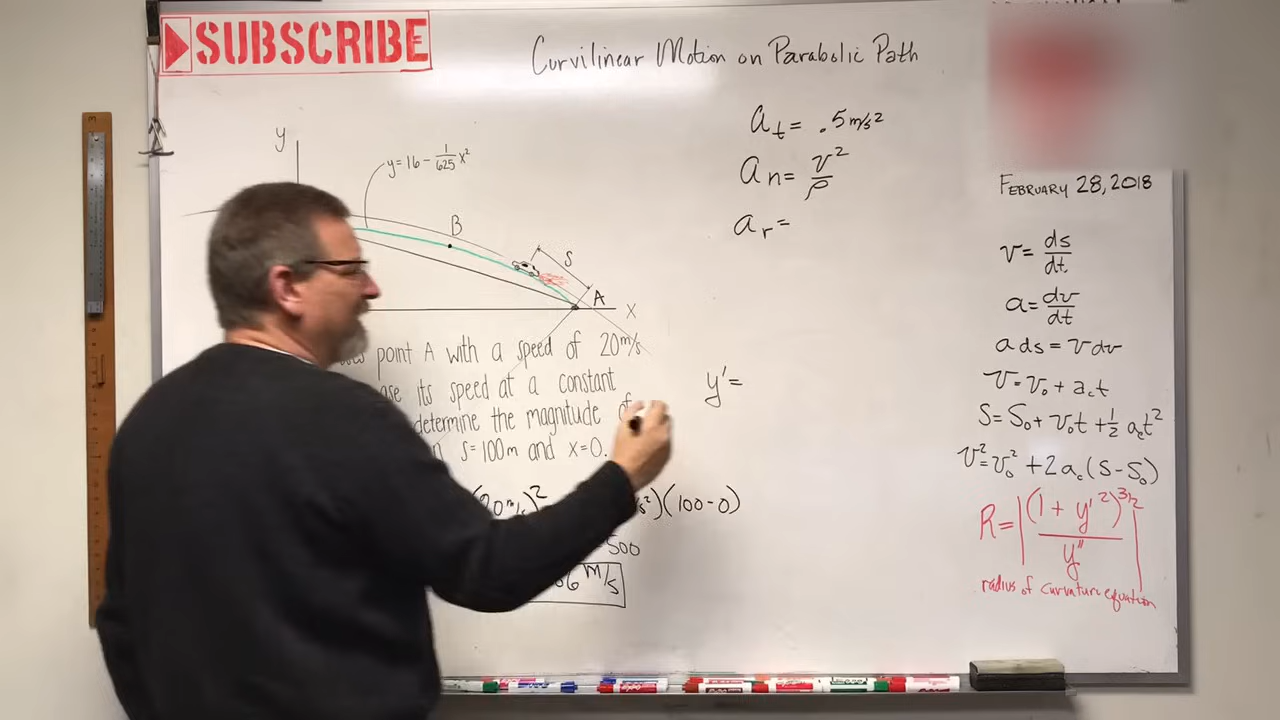 SUBSCRIBE
Curvilinear Motion on Parabolic Path
FEBRUARY 28, 2018
y
y = 16 - 1/625 x²
B
S
A
x
point A with a speed of 20 m/s
its speed at a constant
determine the magnitude
S=100m and x=0.
)² )(100-0)
500
m/s
a_t = .5 m/s²
a_n = v²/ρ
a_r =
y' =
v = ds/dt
a = dv/dt
a ds = v dv
v = v₀ + a_c t
S = S₀ + v₀t + ½ a_c t²
v² = v₀² + 2a_c (S - S₀)
R = |(1 + y'²)^3/2 / y''|
radius of curvature equation